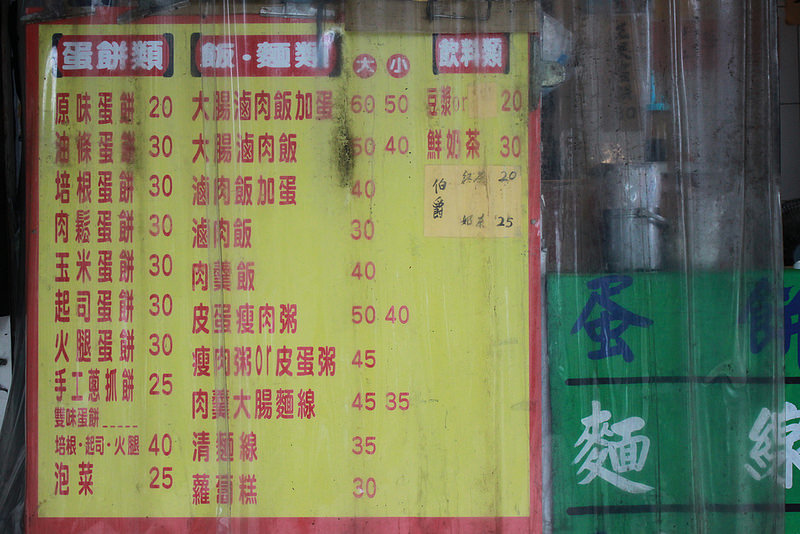 蛋餅類
原味蛋餅 20
油條蛋餅 30
培根蛋餅 30
肉鬆蛋餅 30
玉米蛋餅 30
起司蛋餅 30
火腿蛋餅 30
手工蔥抓餅 25
雙味蛋餅
培根·起司·火腿 40
泡菜 25
飯·麵類 大 小
大腸滷肉飯加蛋 60 50
大腸滷肉飯 50 40
滷肉飯加蛋 40
滷肉飯 30
肉羹飯 40
皮蛋瘦肉粥 50 40
瘦肉粥or皮蛋粥 45
肉羹大腸麵線 45 35
清麵線 35
蘿蔔糕 30
飲料類
豆漿or 20
鮮奶茶 30
伯爵
紅茶 20
奶茶 25
蛋餅
麵線